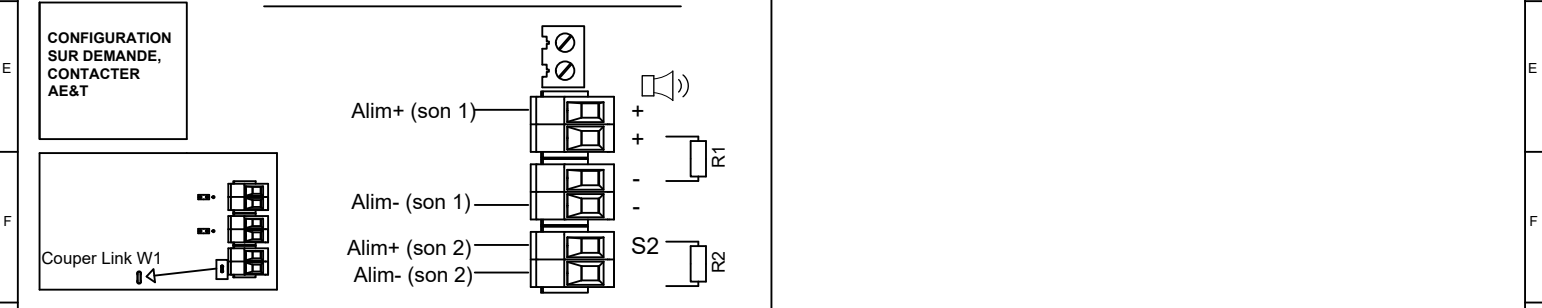 E
CONFIGURATION
SUR DEMANDE,
CONTACTER
AE&T
Alim+ (son 1)
+
+
R1
-
Alim- (son 1)
-
Alim+ (son 2)
S2
Alim- (son 2)
R2
Couper Link W1
F
E
F